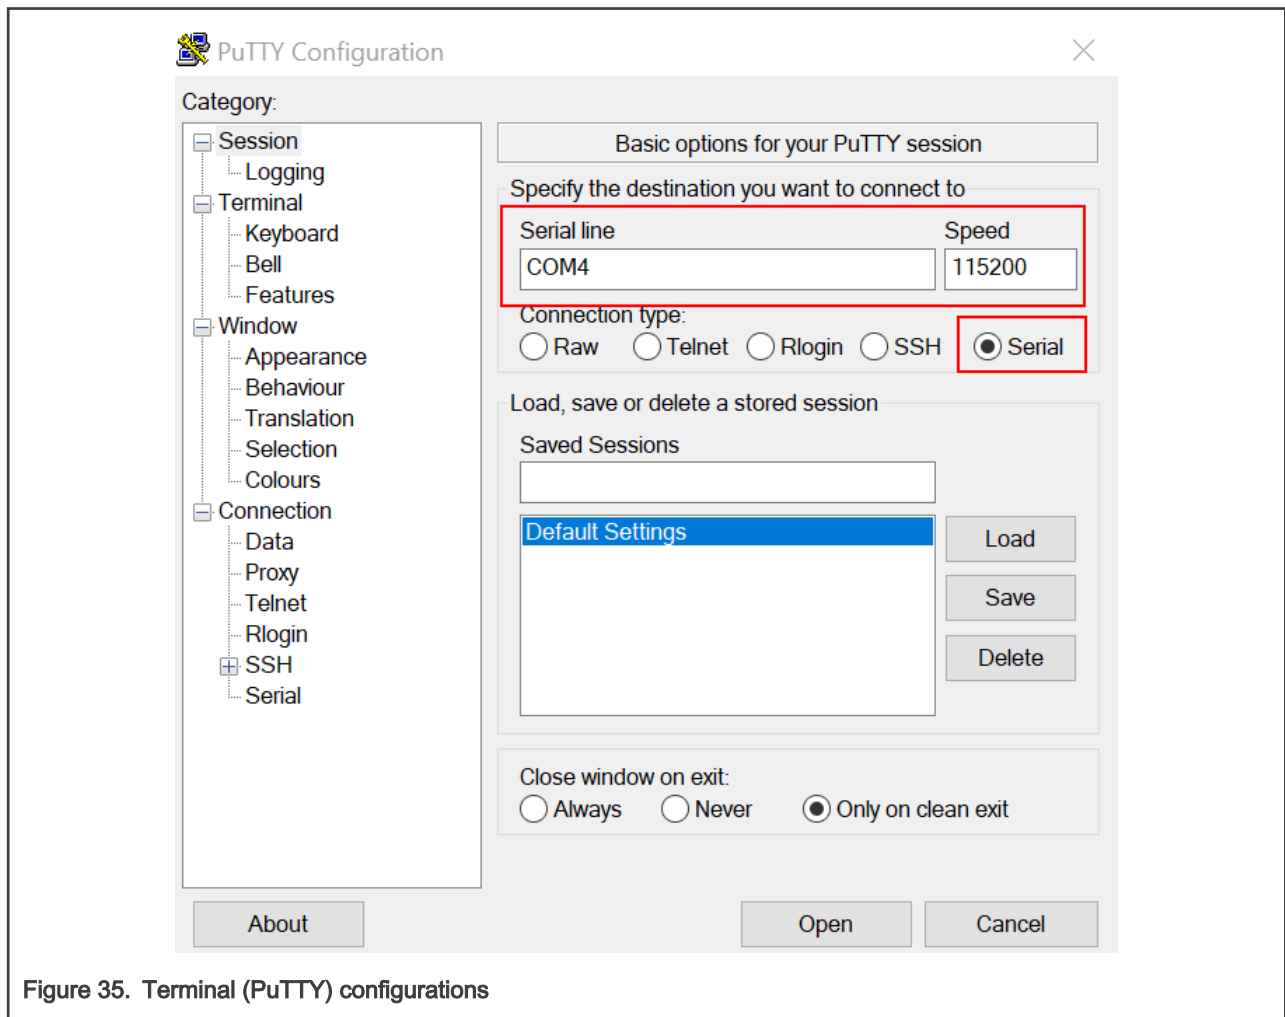 PuTTY Configuration
Category:
Session
Logging
Terminal
Keyboard
Bell
Features
Window
Appearance
Behaviour
Translation
Selection
Colours
Connection
Data
Proxy
Telnet
Rlogin
SSH
Serial
Basic options for your PuTTY session
Specify the destination you want to connect to
Serial line Speed
COM4 115200
Connection type:
Raw Telnet Rlogin SSH Serial
Load, save or delete a stored session
Saved Sessions
Default Settings
Load
Save
Delete
Close window on exit:
Always Never Only on clean exit
About Open Cancel
Figure 35. Terminal (PuTTY) configurations